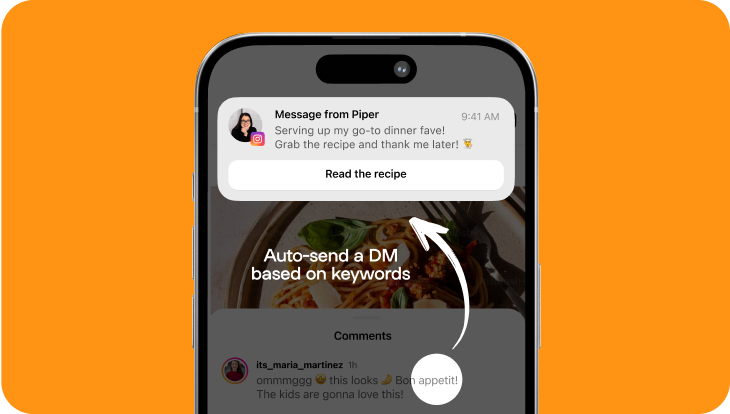 Message from Piper 9:41 AM
Serving up my go-to dinner fave!
Grab the recipe and thank me later! 👨‍🍳
Read the recipe
Auto-send a DM
based on keywords
Comments
its_maria_martinez 1h
ommmggg 🤩 this looks 🤌 Bon appetit!
The kids are gonna love this!